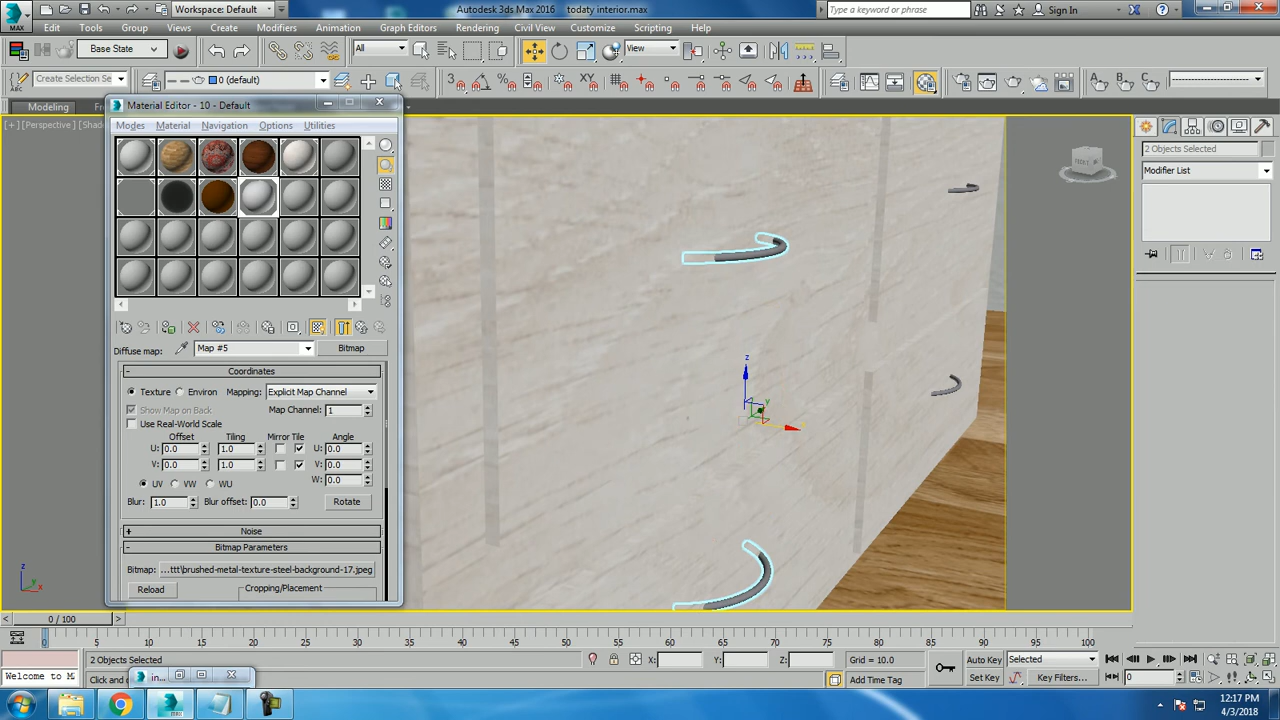 Workspace: Default
Autodesk 3ds Max 2016
todaty interior.max
Type a keyword or phrase
Sign In
MAX
Edit
Tools
Group
Views
Create
Modifiers
Animation
Graph Editors
Rendering
Civil View
Customize
Scripting
Help
Base State
All
View
Create Selection Se
0 (default)
Modeling
Material Editor - 10 - Default
Modes
Material
Navigation
Options
Utilities
[+] [Perspective] [Shad
2 Objects Selected
Modifier List
Diffuse map:
Map #5
Bitmap
- Coordinates
Texture
Environ
Mapping:
Explicit Map Channel
Show Map on Back
Map Channel: 1
Use Real-World Scale
Offset
Tiling
Mirror Tile
Angle
U: 0.0
1.0
U: 0.0
V: 0.0
1.0
V: 0.0
W: 0.0
UV
VW
WU
Blur: 1.0
Blur offset: 0.0
Rotate
+ Noise
- Bitmap Parameters
Bitmap:
...ttt\brushed-metal-texture-steel-background-17.jpeg
Reload
Cropping/Placement
z
y
z
y
x
0 / 100
0
5
10
15
20
25
30
35
40
45
50
55
60
65
70
75
80
85
90
95
100
2 Objects Selected
X:
Y:
Z:
Grid = 10.0
Auto Key
Selected
Welcome to M
Click and
in...
Add Time Tag
Set Key
Key Filters...
0
12:17 PM
4/3/2018